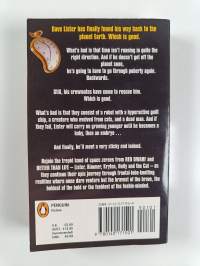 Dave Lister has finally found his way back to the
planet Earth. Which is good.
What's bad is that time isn't running in quite the
right direction. And if he doesn't get off the
planet soon,
he's going to have to go through puberty again.
Backwards.
Still, his crewmates have come to rescue him.
Which is good.
What's bad is that they consist of a robot with a hyperactive guilt
chip, a creature who evolved from cats, and a dead man. And if
they fail, Lister will carry on growing younger until he becomes a
baby, then an embryo . . .
And finally, he'll meet a very sticky end indeed.
Rejoin the troped band of space zeroes from RED DWARF and
BETTER THAN LIFE – Lister, Rimmer, Kryten, Holly and the Cat – as
they continue their epic journey through frontal-lobe knotting
realities where none dare venture but the bravest of the brave, the
boldest of the bold or the feeblest of the feeble-minded.
PENGUIN
Fiction